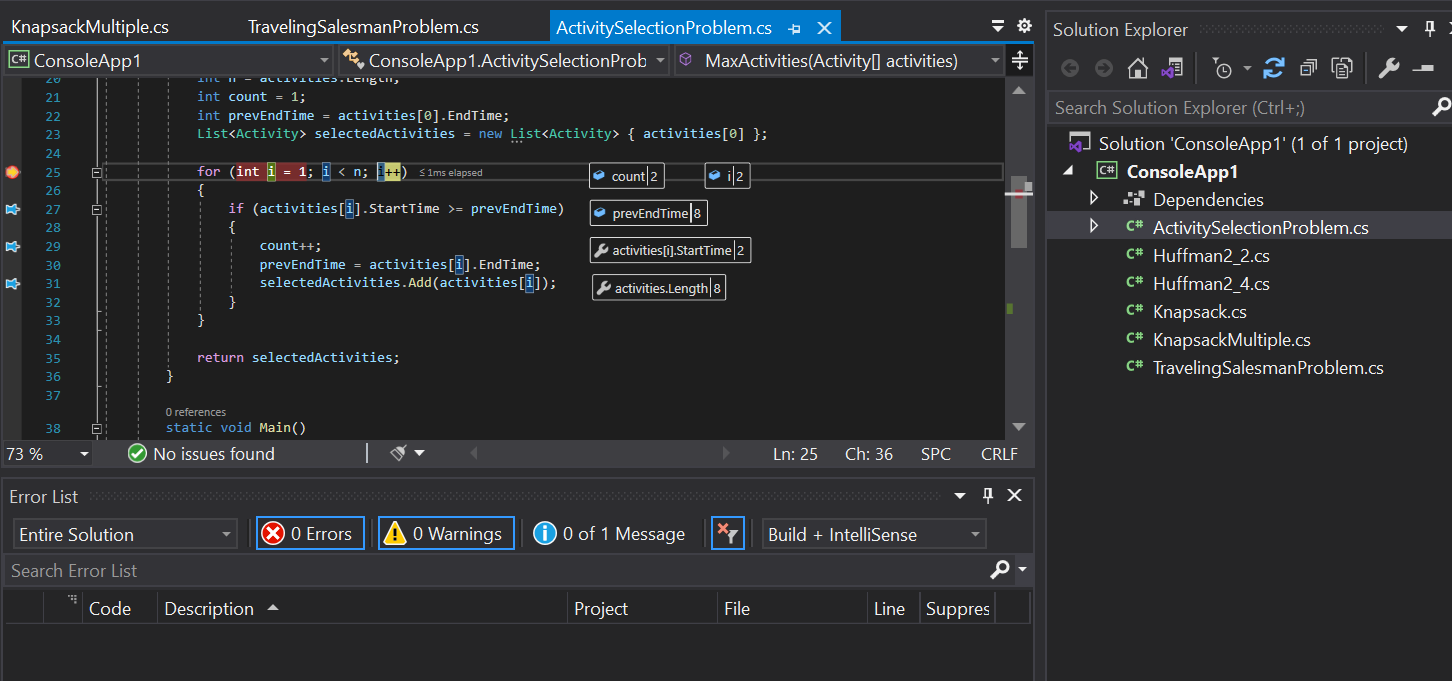 KnapsackMultiple.cs TravelingSalesmanProblem.cs ActivitySelectionProblem.cs
C# ConsoleApp1 ConsoleApp1.ActivitySelectionProb MaxActivities(Activity[] activities)
20 int n = activities.Length;
21 int count = 1;
22 int prevEndTime = activities[0].EndTime;
23 List<Activity> selectedActivities = new List<Activity> { activities[0] };
24
25 for (int i = 1; i < n; i++) ≤ 1ms elapsed count 2 i 2
26 {
27 if (activities[i].StartTime >= prevEndTime) prevEndTime 8
28 {
29 count++; activities[i].StartTime 2
30 prevEndTime = activities[i].EndTime;
31 selectedActivities.Add(activities[i]); activities.Length 8
32 }
33 }
34
35 return selectedActivities;
36 }
37
0 references
38 static void Main()
73 % No issues found Ln: 25 Ch: 36 SPC CRLF
Error List
Entire Solution 0 Errors 0 Warnings 0 of 1 Message Build + IntelliSense
Search Error List
Code Description Project File Line Suppres
Solution Explorer
Search Solution Explorer (Ctrl+;)
Solution 'ConsoleApp1' (1 of 1 project)
C# ConsoleApp1
Dependencies
C# ActivitySelectionProblem.cs
C# Huffman2_2.cs
C# Huffman2_4.cs
C# Knapsack.cs
C# KnapsackMultiple.cs
C# TravelingSalesmanProblem.cs